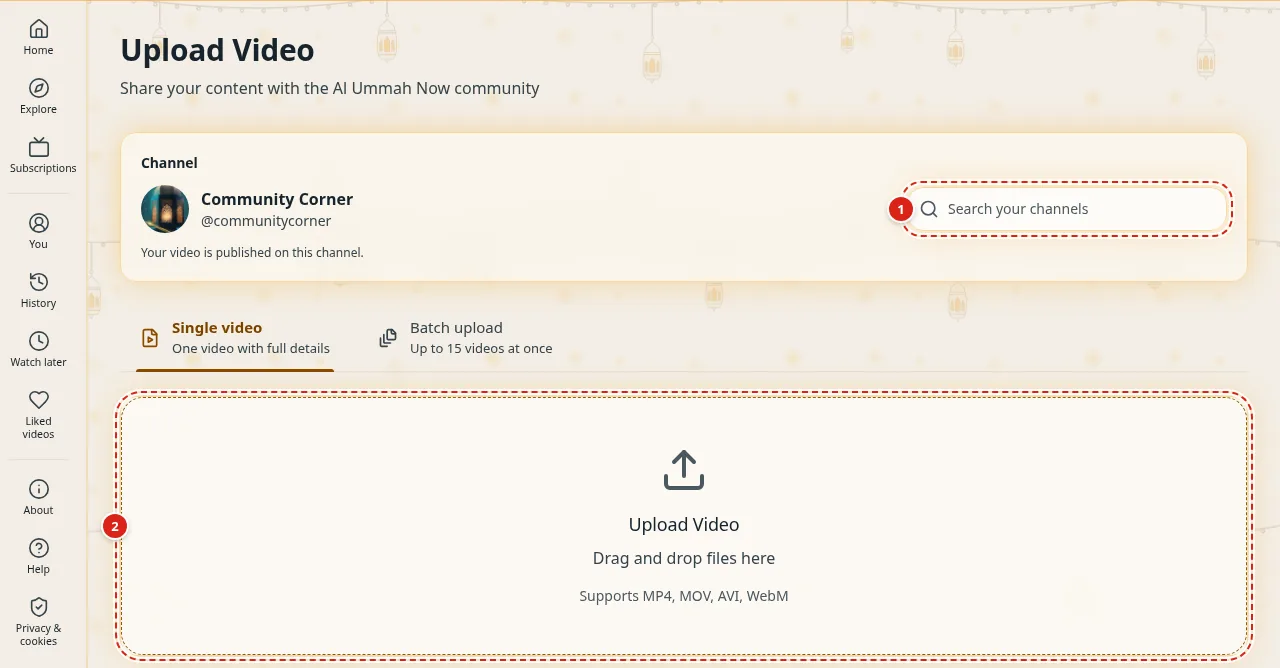 Home
Explore
Subscriptions
You
History
Watch later
Liked
videos
About
Help
Privacy &
cookies
Upload Video
Share your content with the Al Ummah Now community
Channel
Community Corner
@communitycorner
Your video is published on this channel.
1
Search your channels
Single video
One video with full details
Batch upload
Up to 15 videos at once
2
Upload Video
Drag and drop files here
Supports MP4, MOV, AVI, WebM